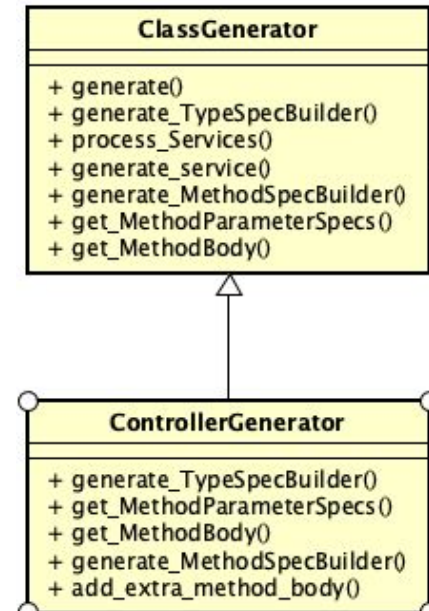 ClassGenerator
+ generate()
+ generate_TypeSpecBuilder()
+ process_Services()
+ generate_service()
+ generate_MethodSpecBuilder()
+ get_MethodParameterSpecs()
+ get_MethodBody()
ControllerGenerator
+ generate_TypeSpecBuilder()
+ get_MethodParameterSpecs()
+ get_MethodBody()
+ generate_MethodSpecBuilder()
+ add_extra_method_body()